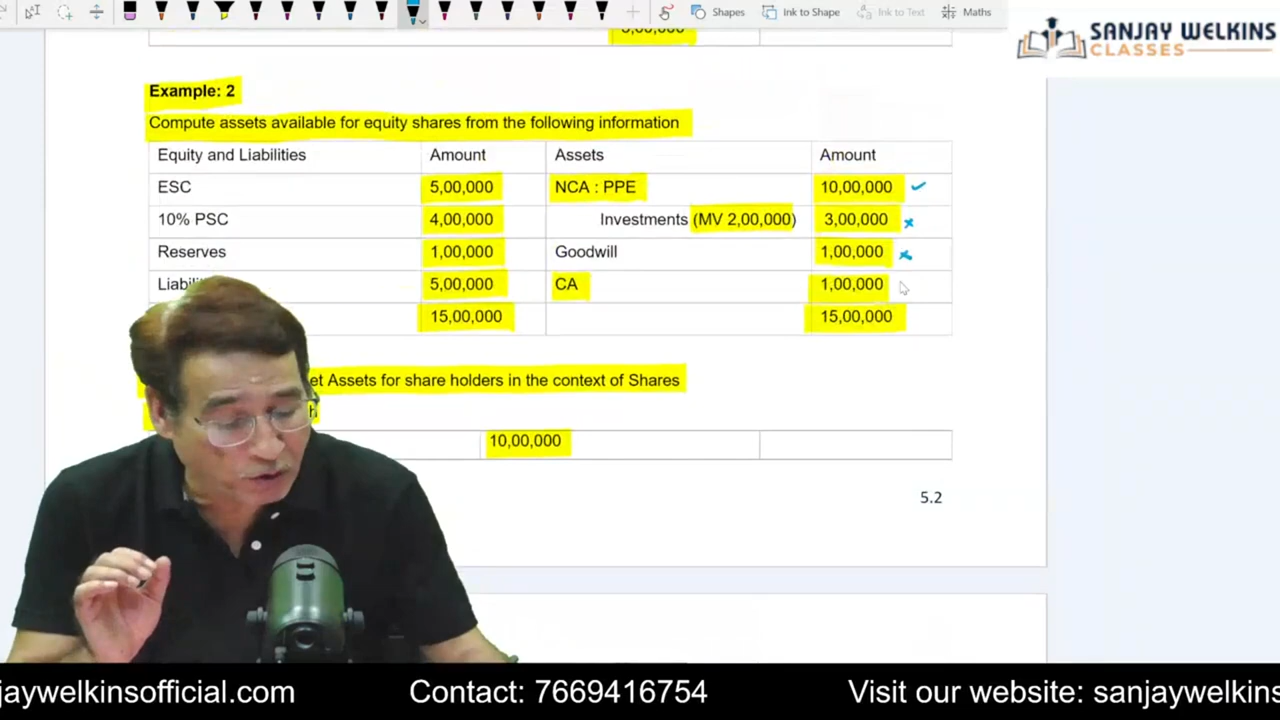 Shapes Ink to Shape Ink to Text Maths
SANJAY WELKINS
CLASSES
Example: 2
Compute assets available for equity shares from the following information
Equity and Liabilities Amount Assets Amount
ESC 5,00,000 NCA : PPE 10,00,000
10% PSC 4,00,000 Investments (MV 2,00,000) 3,00,000
Reserves 1,00,000 Goodwill 1,00,000
5,00,000 CA 1,00,000
15,00,000 15,00,000
Assets for share holders in the context of Shares
10,00,000
5.2
jaywelkinsofficial.com Contact: 7669416754 Visit our website: sanjaywelkins